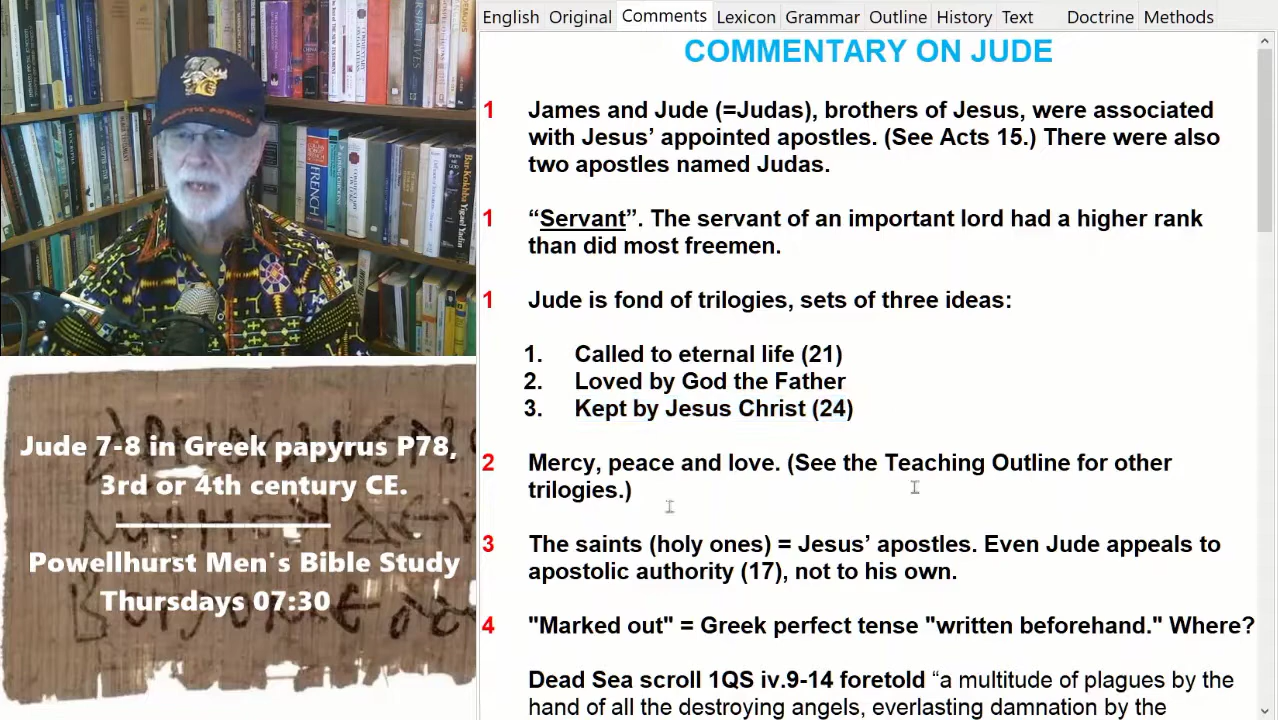 English Original Comments Lexicon Grammar Outline History Text Doctrine Methods
COMMENTARY ON JUDE
1 James and Jude (=Judas), brothers of Jesus, were associated
with Jesus’ appointed apostles. (See Acts 15.) There were also
two apostles named Judas.
1 “Servant”. The servant of an important lord had a higher rank
than did most freemen.
1 Jude is fond of trilogies, sets of three ideas:
1. Called to eternal life (21)
2. Loved by God the Father
3. Kept by Jesus Christ (24)
2 Mercy, peace and love. (See the Teaching Outline for other
trilogies.)
3 The saints (holy ones) = Jesus’ apostles. Even Jude appeals to
apostolic authority (17), not to his own.
4 "Marked out" = Greek perfect tense "written beforehand." Where?
Dead Sea scroll 1QS iv.9-14 foretold “a multitude of plagues by the
hand of all the destroying angels, everlasting damnation by the
Jude 7-8 in Greek papyrus P78,
3rd or 4th century CE.
Powellhurst Men's Bible Study
Thursdays 07:30
SOUTH AFRICA
FRENCH
Bar-Kokhba Yigael Yadin